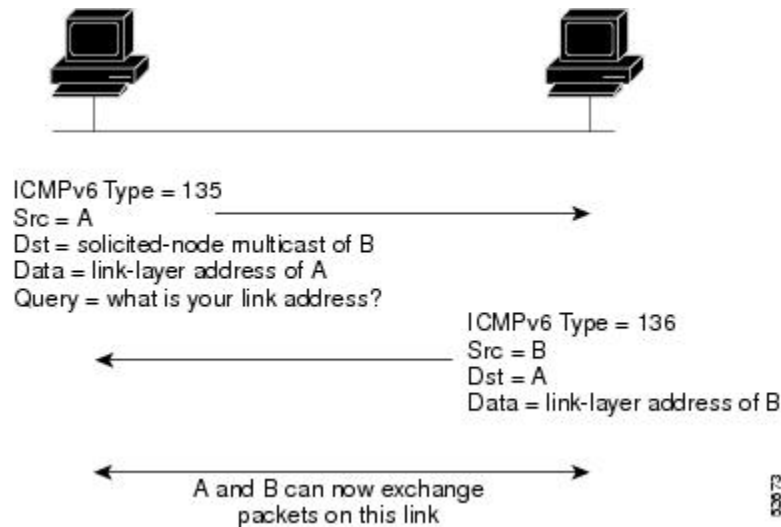 ICMPv6 Type = 135
Src = A
Dst = solicited-node multicast of B
Data = link-layer address of A
Query = what is your link address?
ICMPv6 Type = 136
Src = B
Dst = A
Data = link-layer address of B
A and B can now exchange
packets on this link